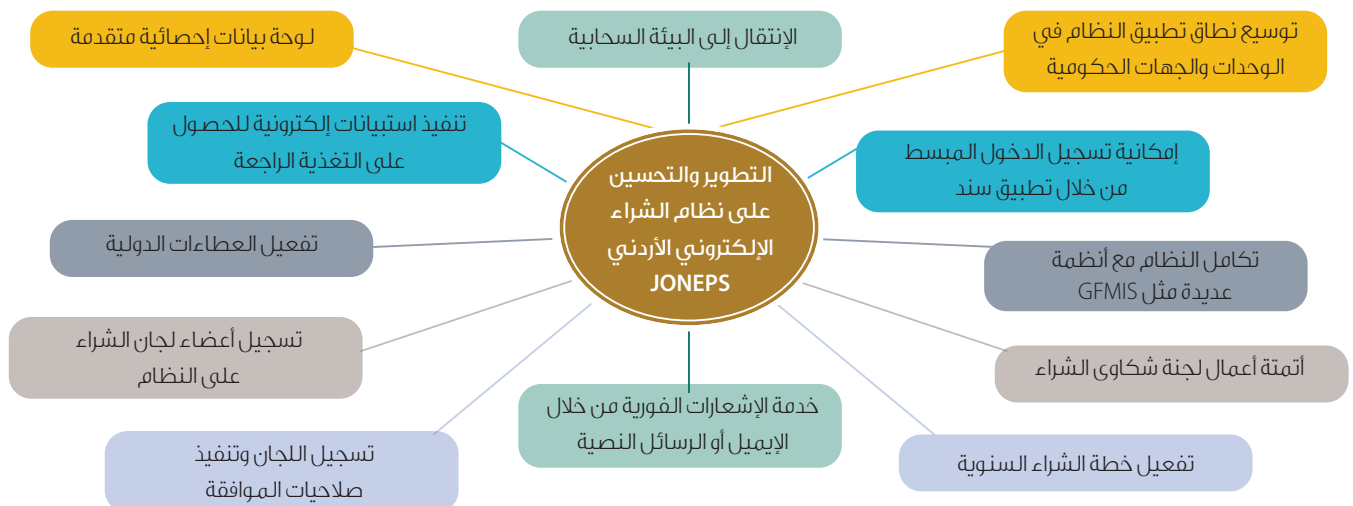 توسيع نطاق تطبيق النظام في
الوحدات والجهات الحكومية
الإنتقال إلى البيئة السحابية
لوحة بيانات إحصائية متقدمة
إمكانية تسجيل الدخول المبسط
من خلال تطبيق سند
تنفيذ استبيانات إلكترونية للحصول
على التغذية الراجعة
التطوير والتحسين
على نظام الشراء
الإلكتروني الأردني
JONEPS
تكامل النظام مع أنظمة
عديدة مثل GFMIS
تفعيل العطاءات الدولية
أتمتة أعمال لجنة شكاوى الشراء
تسجيل أعضاء لجان الشراء
على النظام
خدمة الإشعارات الفورية من خلال
الإيميل أو الرسائل النصية
تفعيل خطة الشراء السنوية
تسجيل اللجان وتنفيذ
صلاحيات الموافقة